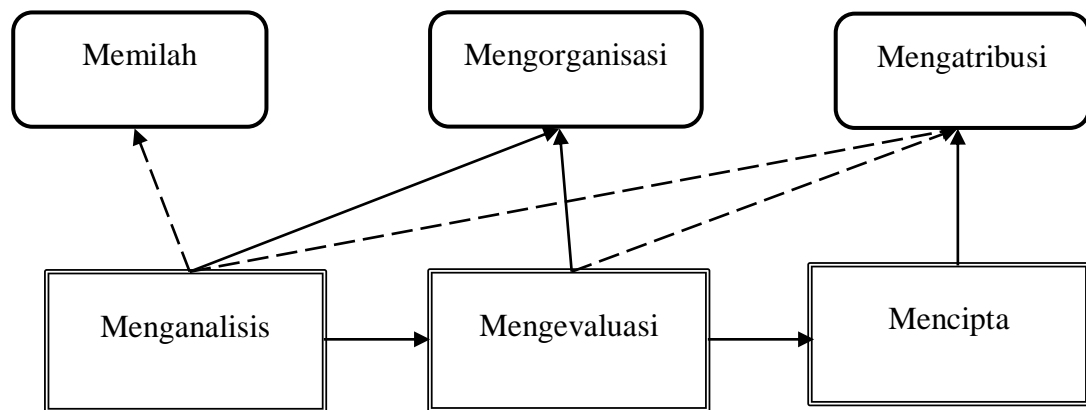 Memilah
Mengorganisasi
Mengatribusi
Menganalisis
Mengevaluasi
Mencipta